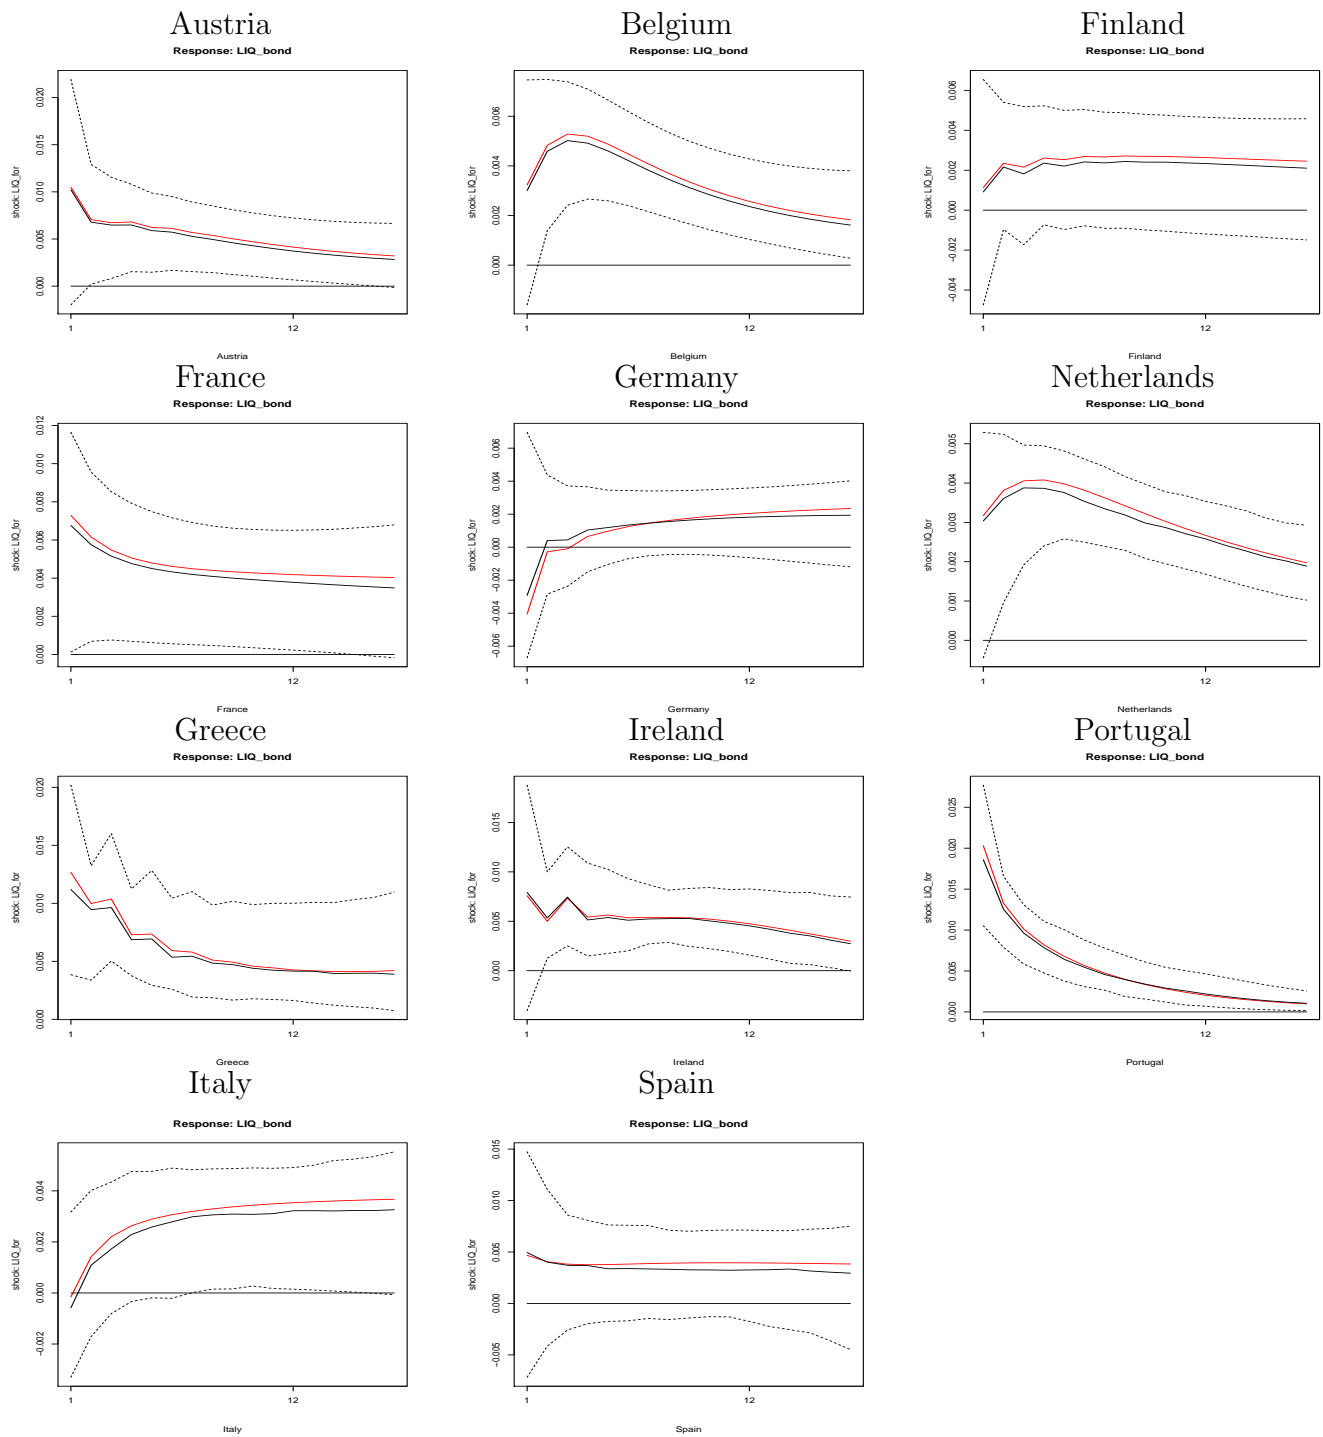 Austria
Response: LIQ_bond
shock: LIQ_for
0.000
0.005
0.010
0.015
0.020
1
12
Austria
Belgium
Response: LIQ_bond
shock: LIQ_for
0.000
0.002
0.004
0.006
1
12
Belgium
Finland
Response: LIQ_bond
shock: LIQ_for
−0.004
−0.002
0.000
0.002
0.004
0.006
1
12
Finland
France
Response: LIQ_bond
shock: LIQ_for
0.000
0.002
0.004
0.006
0.008
0.010
0.012
1
12
France
Germany
Response: LIQ_bond
shock: LIQ_for
−0.006
−0.004
−0.002
0.000
0.002
0.004
0.006
1
12
Germany
Netherlands
Response: LIQ_bond
shock: LIQ_for
0.000
0.001
0.002
0.003
0.004
0.005
1
12
Netherlands
Greece
Response: LIQ_bond
shock: LIQ_for
0.000
0.005
0.010
0.015
0.020
1
12
Greece
Ireland
Response: LIQ_bond
shock: LIQ_for
0.000
0.005
0.010
0.015
1
12
Ireland
Portugal
Response: LIQ_bond
shock: LIQ_for
0.000
0.005
0.010
0.015
0.020
0.025
1
12
Portugal
Italy
Response: LIQ_bond
shock: LIQ_for
−0.002
0.000
0.002
0.004
1
12
Italy
Spain
Response: LIQ_bond
shock: LIQ_for
−0.005
0.000
0.005
0.010
0.015
1
12
Spain